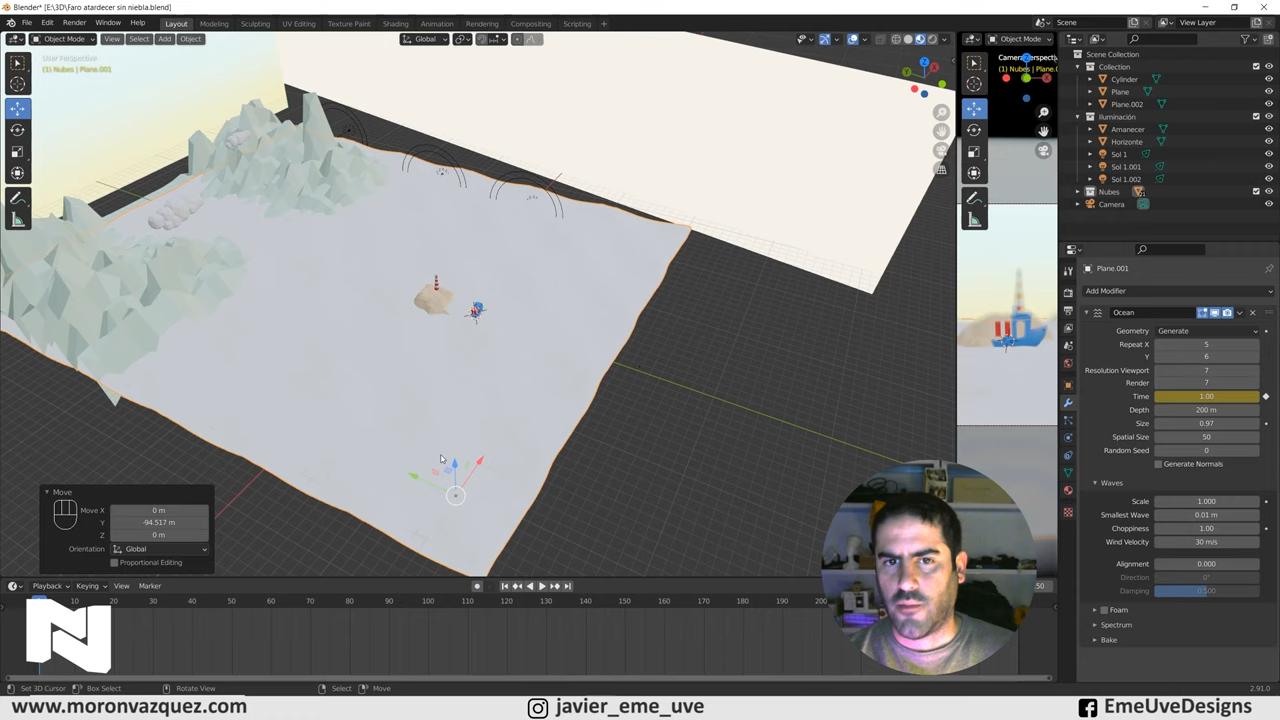 Blender* [E:\3D\Faro atardecer sin niebla.blend]
File Edit Render Window Help Layout Modeling Sculpting UV Editing Texture Paint Shading Animation Rendering Compositing Scripting Scene View Layer
Object Mode View Select Add Object Global Object Mode
User Perspective
(1) Nubes | Plane.001
Camera Perspecti
(1) Nubes | Plane.0
Scene Collection
Collection
Cylinder
Plane
Plane.002
Iluminación
Amanecer
Horizonte
Sol 1
Sol 1.001
Sol 1.002
Nubes
Camera
Plane.001
Add Modifier
Ocean
Geometry Generate
Repeat X 5
Y 6
Resolution Viewport 7
Render 7
Time 1.00
Depth 200 m
Size 0.97
Spatial Size 50
Random Seed 0
Generate Normals
Waves
Scale 1.000
Smallest Wave 0.01 m
Choppiness 1.00
Wind Velocity 30 m/s
Alignment 0.000
Direction 0°
Damping 0.500
Foam
Spectrum
Bake
Move
Move X 0 m
Y -94.517 m
Z 0 m
Orientation Global
Proportional Editing
Playback Keying View Marker
10 20 30 40 50 60 70 80 90 100 110 120 130 140 150 160 170 180 190 200
Set 3D Cursor Box Select Rotate View Select Move 2.91.0
N
www.moronvazquez.com javier_eme_uve EmeUveDesigns